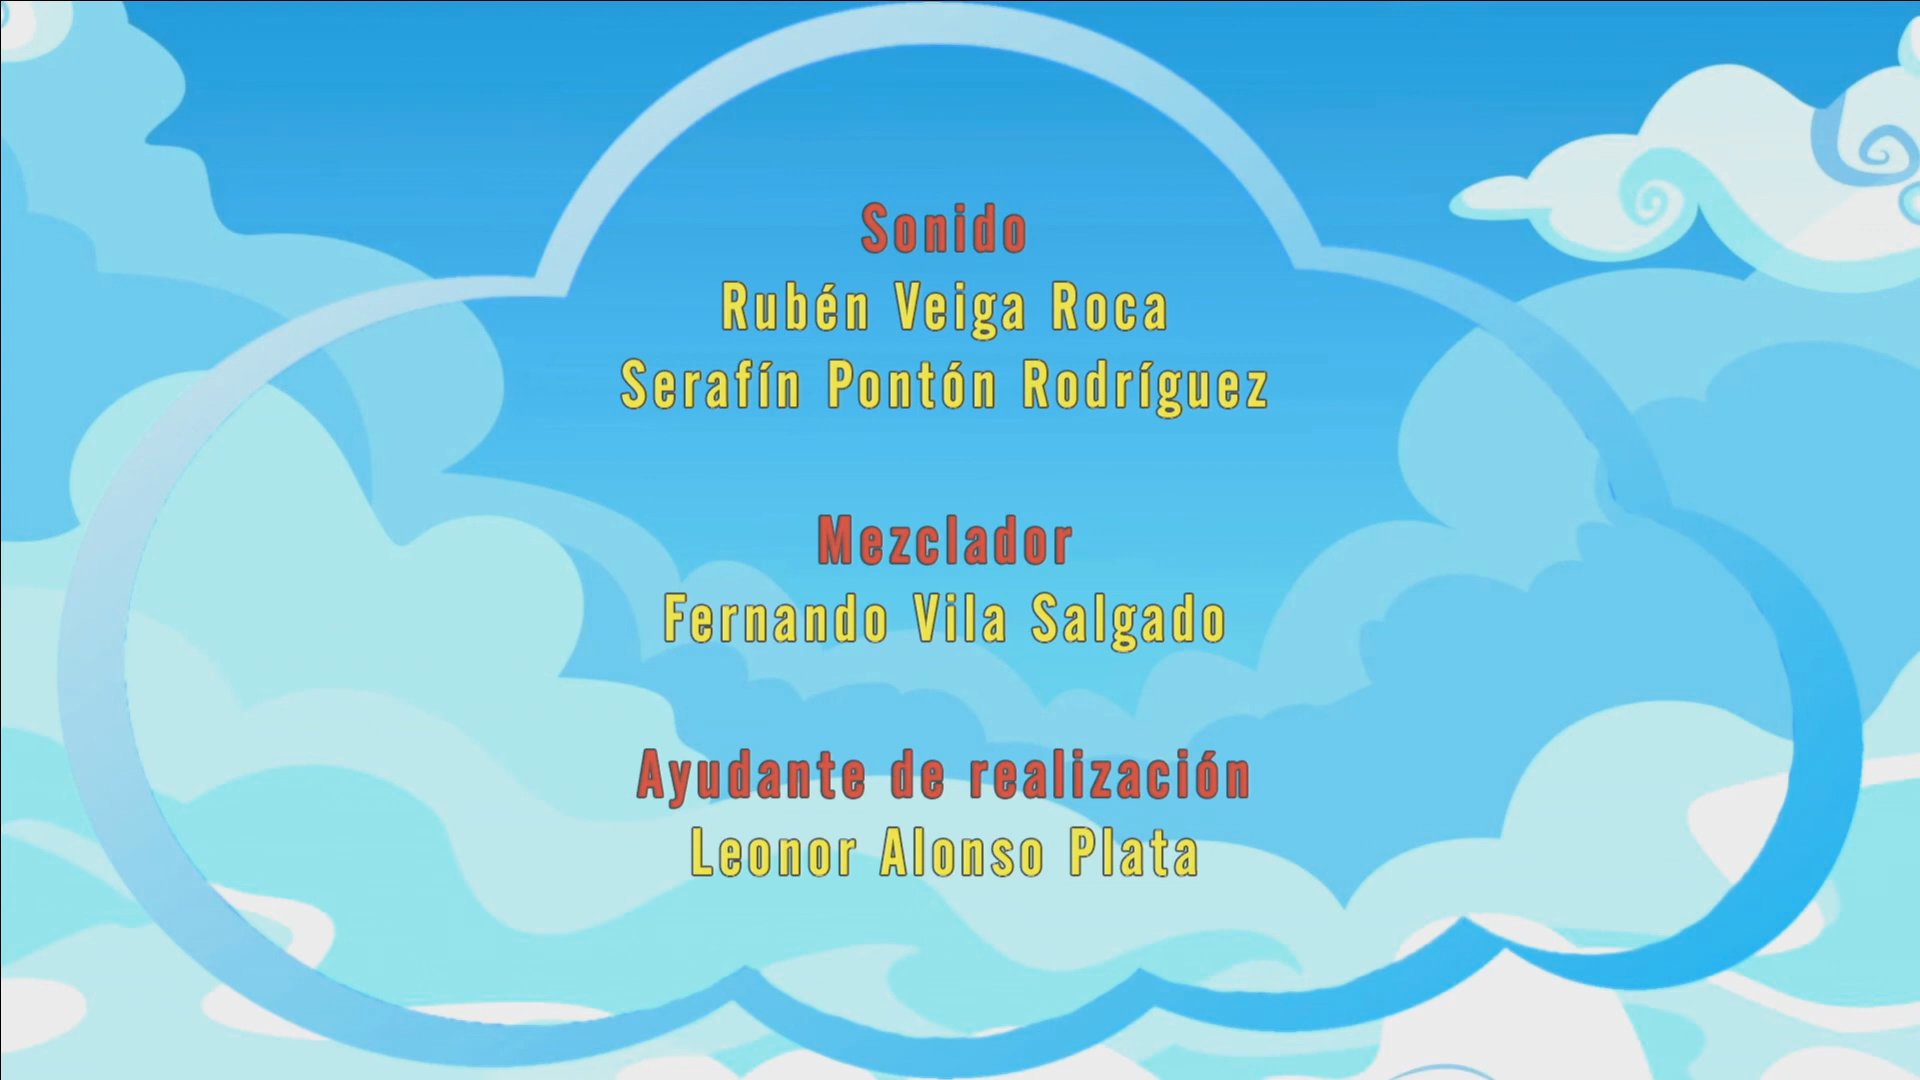 Sonido
Rubén Veiga Roca
Serafín Pontón Rodríguez
Mezclador
Fernando Vila Salgado
Ayudante de realización
Leonor Alonso Plata